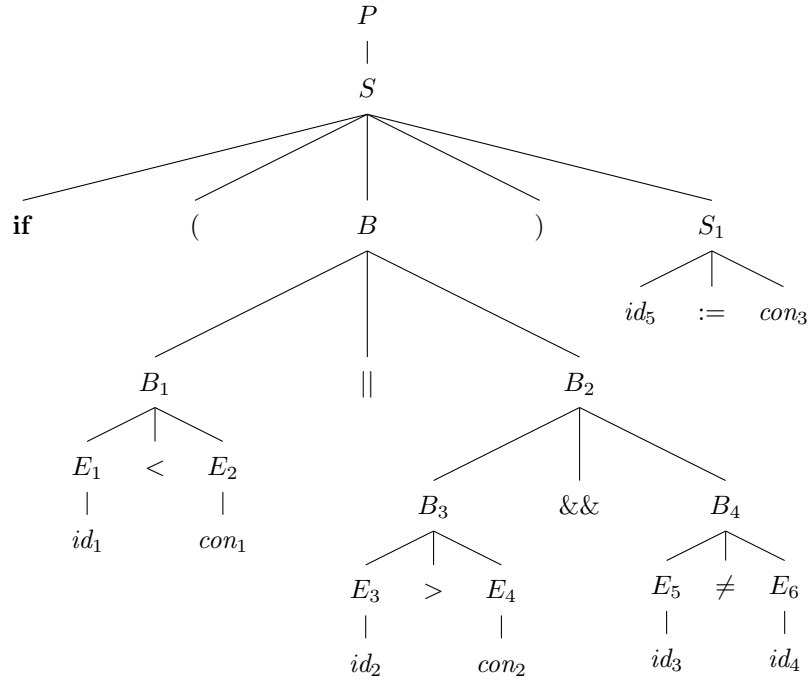 P
S
if ( B ) S₁
id₅ := con₃
B₁ || B₂
E₁ < E₂
B₃ && B₄
id₁ con₁
E₃ > E₄ E₅ ≠ E₆
id₂ con₂ id₃ id₄